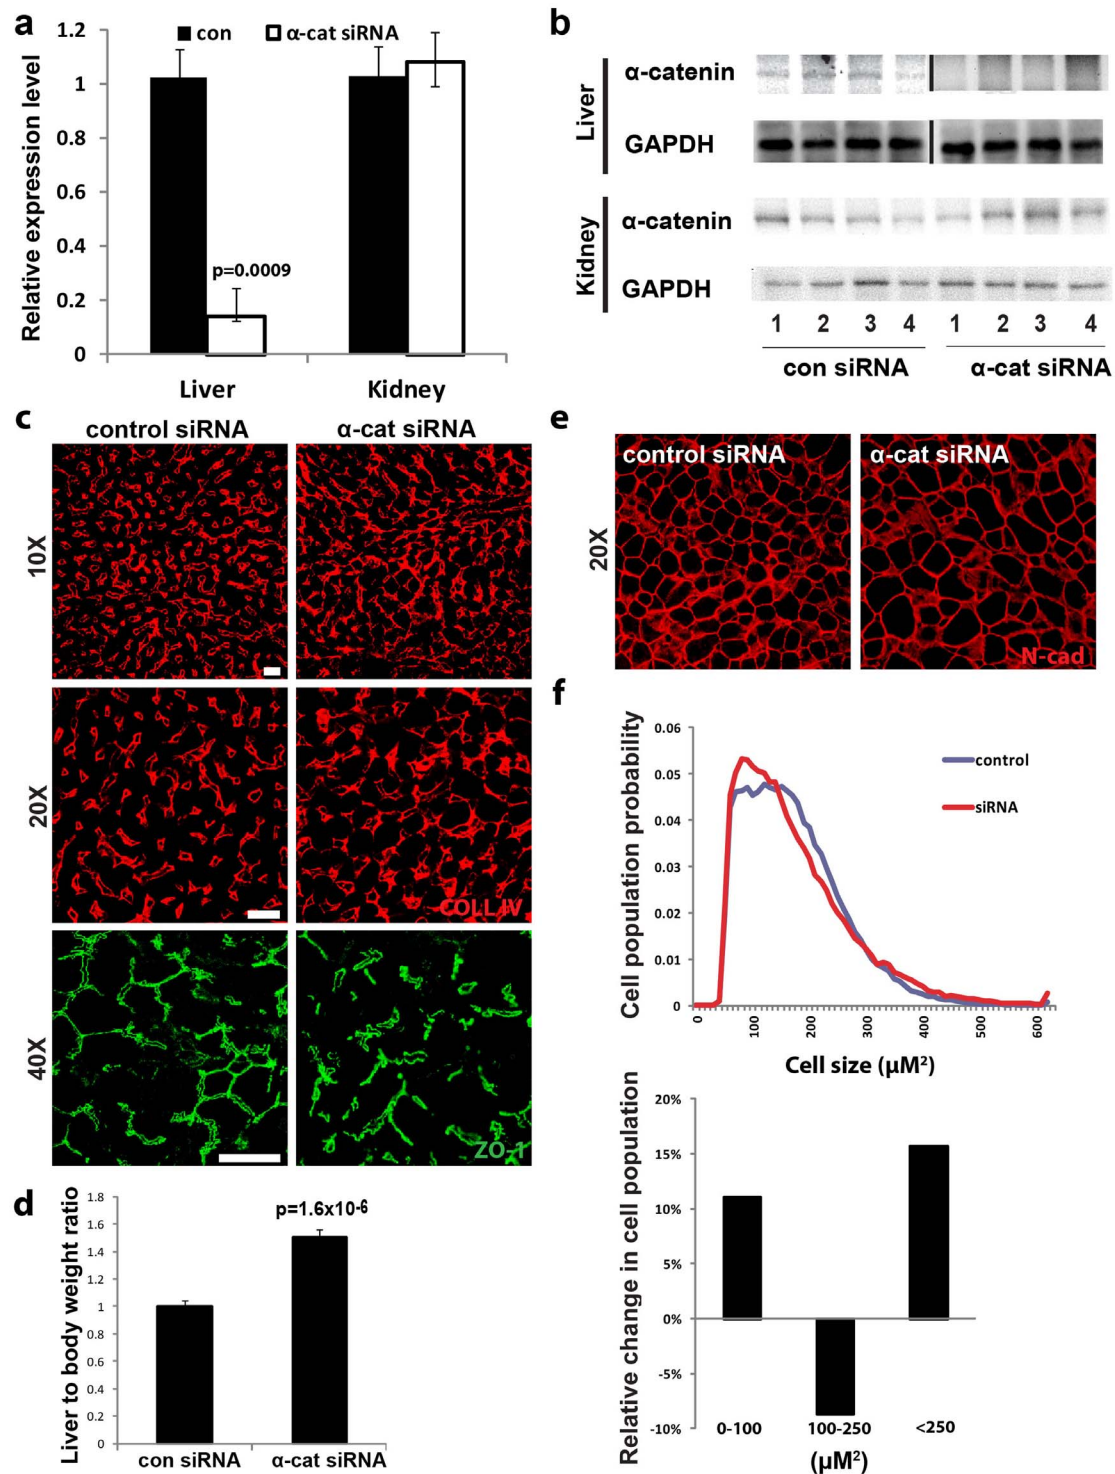 a
con α-cat siRNA
Relative expression level
1.2
1
0.8
0.6
0.4
0.2
0
p=0.0009
Liver Kidney
b
Liver
α-catenin
GAPDH
Kidney
α-catenin
GAPDH
1 2 3 4 1 2 3 4
con siRNA α-cat siRNA
c
control siRNA α-cat siRNA
10X
20X
COLL IV
40X
ZO-1
d
Liver to body weight ratio
1.8
1.6
1.4
1.2
1
0.8
0.6
0.4
0.2
0
p=1.6x10-6
con siRNA α-cat siRNA
e
control siRNA α-cat siRNA
20X
N-cad
f
Cell population probability
0.06
0.05
0.04
0.03
0.02
0.01
0
control
siRNA
0 100 200 300 400 500 600
Cell size (μM²)
Relative change in cell population
20%
15%
10%
5%
0%
-5%
-10%
0-100 100-250 <250
(μM²)